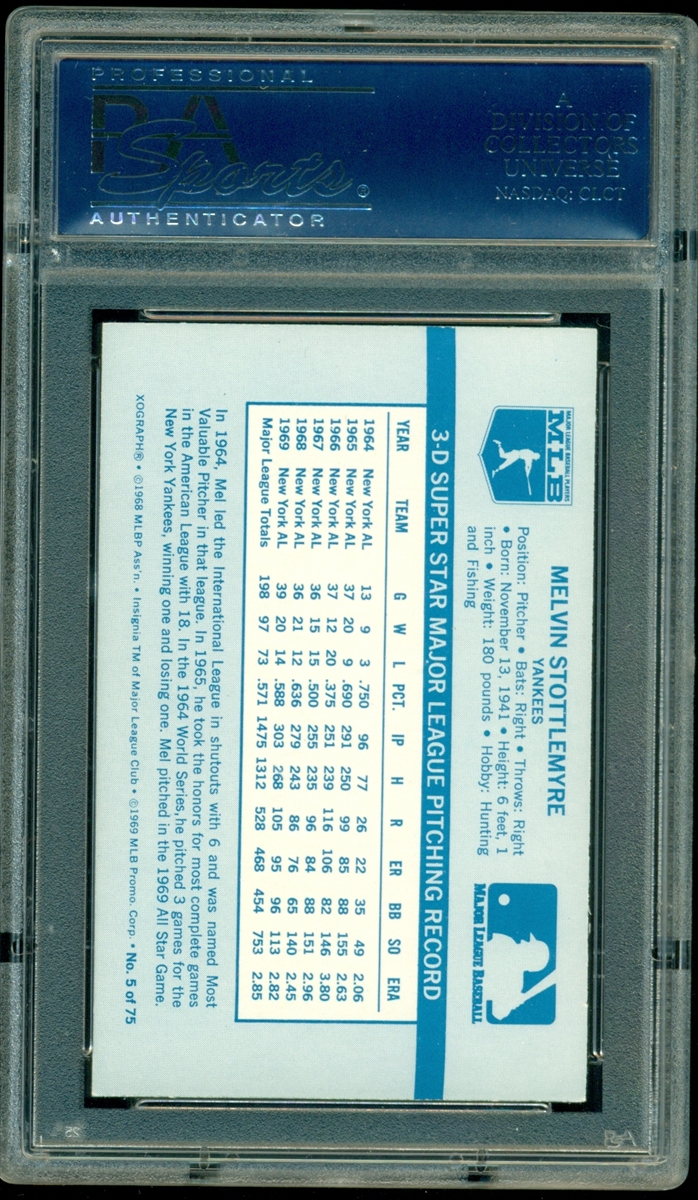 PROFESSIONAL
PSA
Sports®
AUTHENTICATOR
A
DIVISION OF
COLLECTORS
UNIVERSE
NASDAQ: CLCT
MAJOR LEAGUE BASEBALL PLAYERS
MLB
MELVIN STOTTLEMYRE
YANKEES
Position: Pitcher • Bats: Right • Throws: Right
• Born: November 13, 1941 • Height: 6 feet, 1
inch • Weight: 180 pounds • Hobby: Hunting
and Fishing
MAJOR LEAGUE BASEBALL
3-D SUPER STAR MAJOR LEAGUE PITCHING RECORD
YEAR TEAM G W L PCT. IP H R ER BB SO ERA
1964 New York AL 13 9 3 .750 96 77 26 22 35 49 2.06
1965 New York AL 37 20 9 .690 291 250 99 85 88 155 2.63
1966 New York AL 37 12 20 .375 251 239 116 106 82 146 3.80
1967 New York AL 36 15 15 .500 255 235 96 84 88 151 2.96
1968 New York AL 36 21 12 .636 279 243 86 76 65 140 2.45
1969 New York AL 39 20 14 .588 303 268 105 95 96 113 2.82
Major League Totals 198 97 73 .571 1475 1312 528 468 454 753 2.85
In 1964, Mel led the International League in shutouts with 6 and was named Most
Valuable Pitcher in that league. In 1965, he took the honors for most complete games
in the American League with 18. In the 1964 World Series, he pitched 3 games for the
New York Yankees, winning one and losing one. Mel pitched in the 1969 All Star Game.
XOGRAPH® • ©1968 MLBP Ass'n. • Insignia TM of Major League Club • ©1969 MLB Promo. Corp. • No. 5 of 75
25
PSA